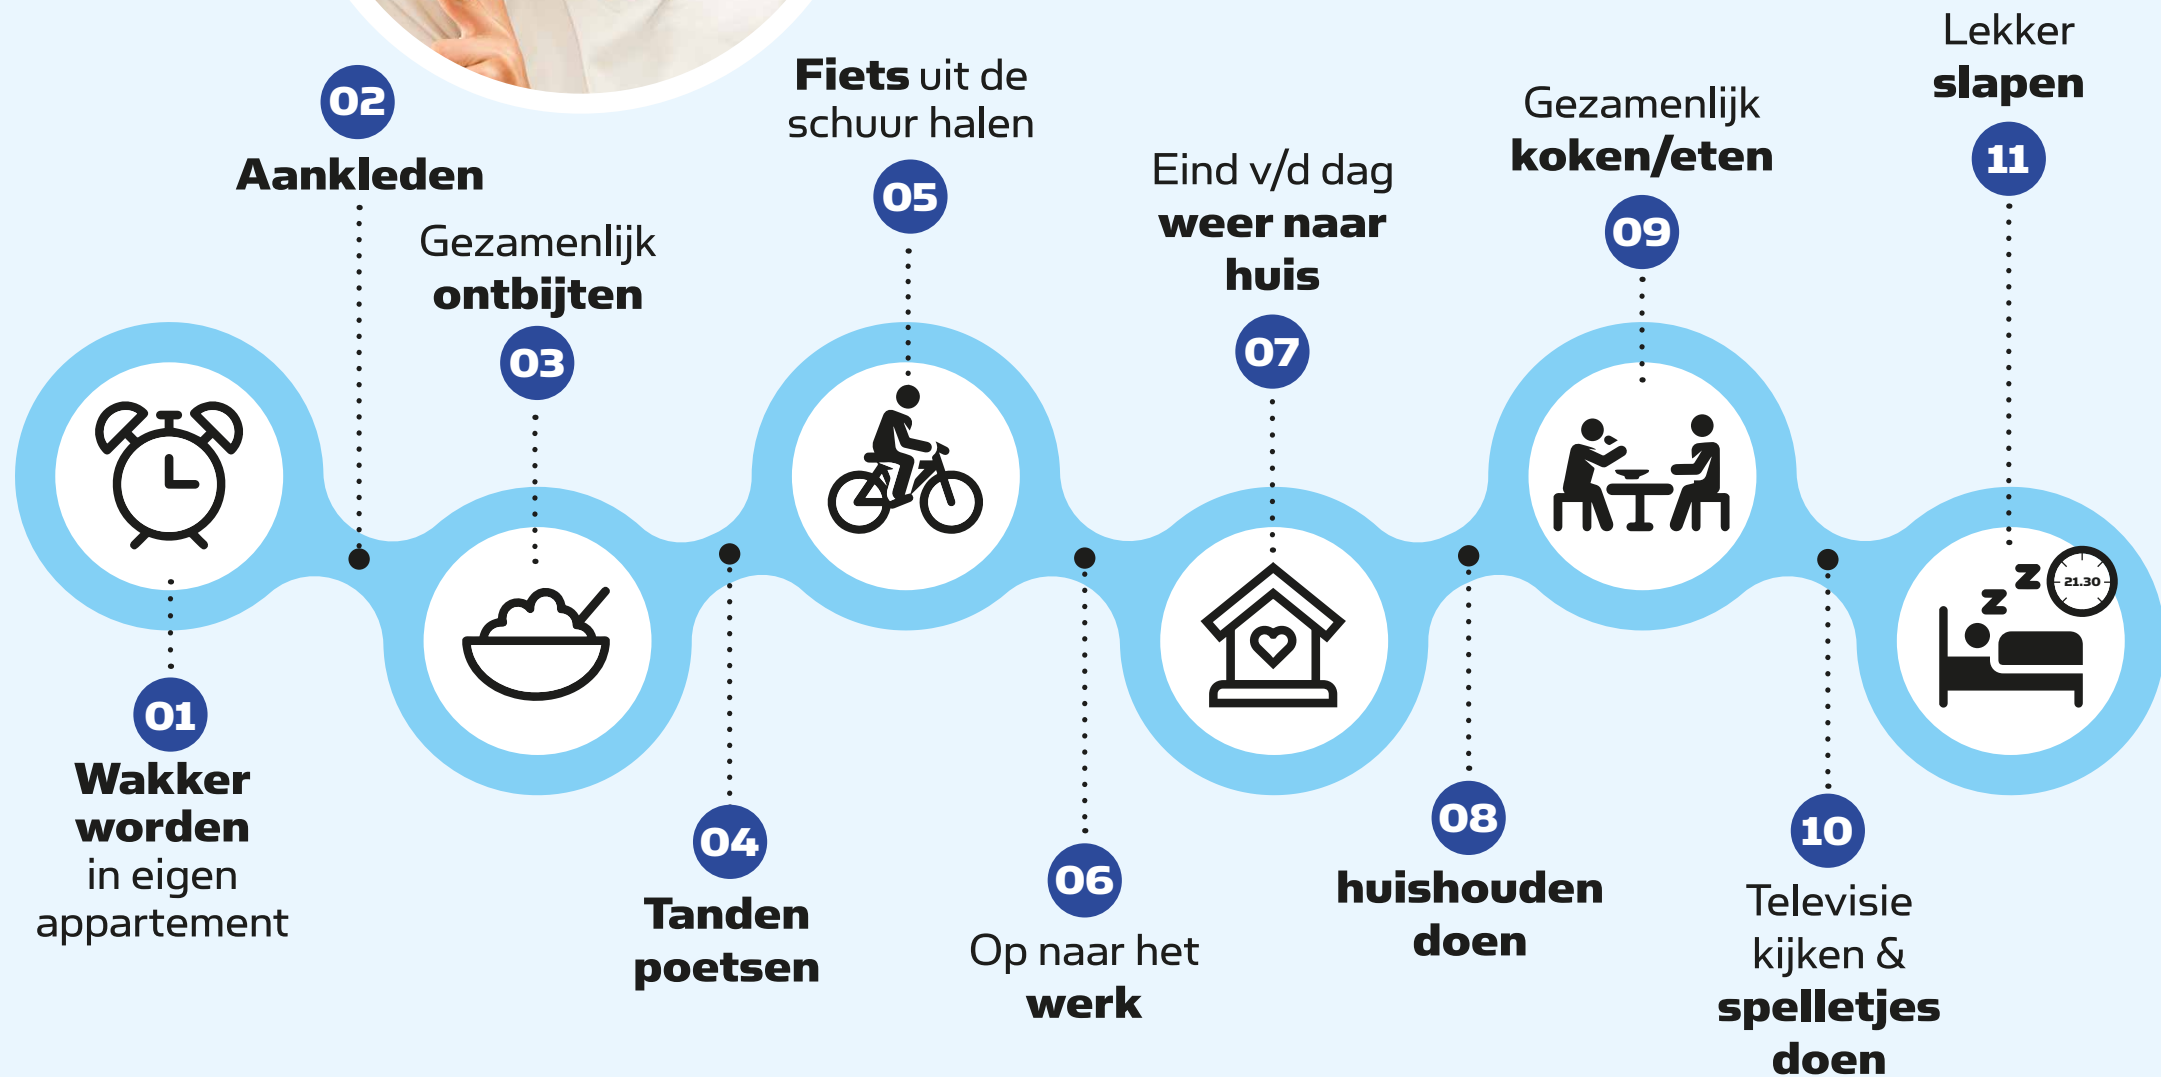 01
Wakker
worden
in eigen
appartement
02
Aankleden
Gezamenlijk
ontbijten
03
04
Tanden
poetsen
Fiets uit de
schuur halen
05
06
Op naar het
werk
Eind v/d dag
weer naar
huis
07
08
huishouden
doen
Gezamenlijk
koken/eten
09
10
Televisie
kijken &
spelletjes
doen
Lekker
slapen
11
z
z
21.30